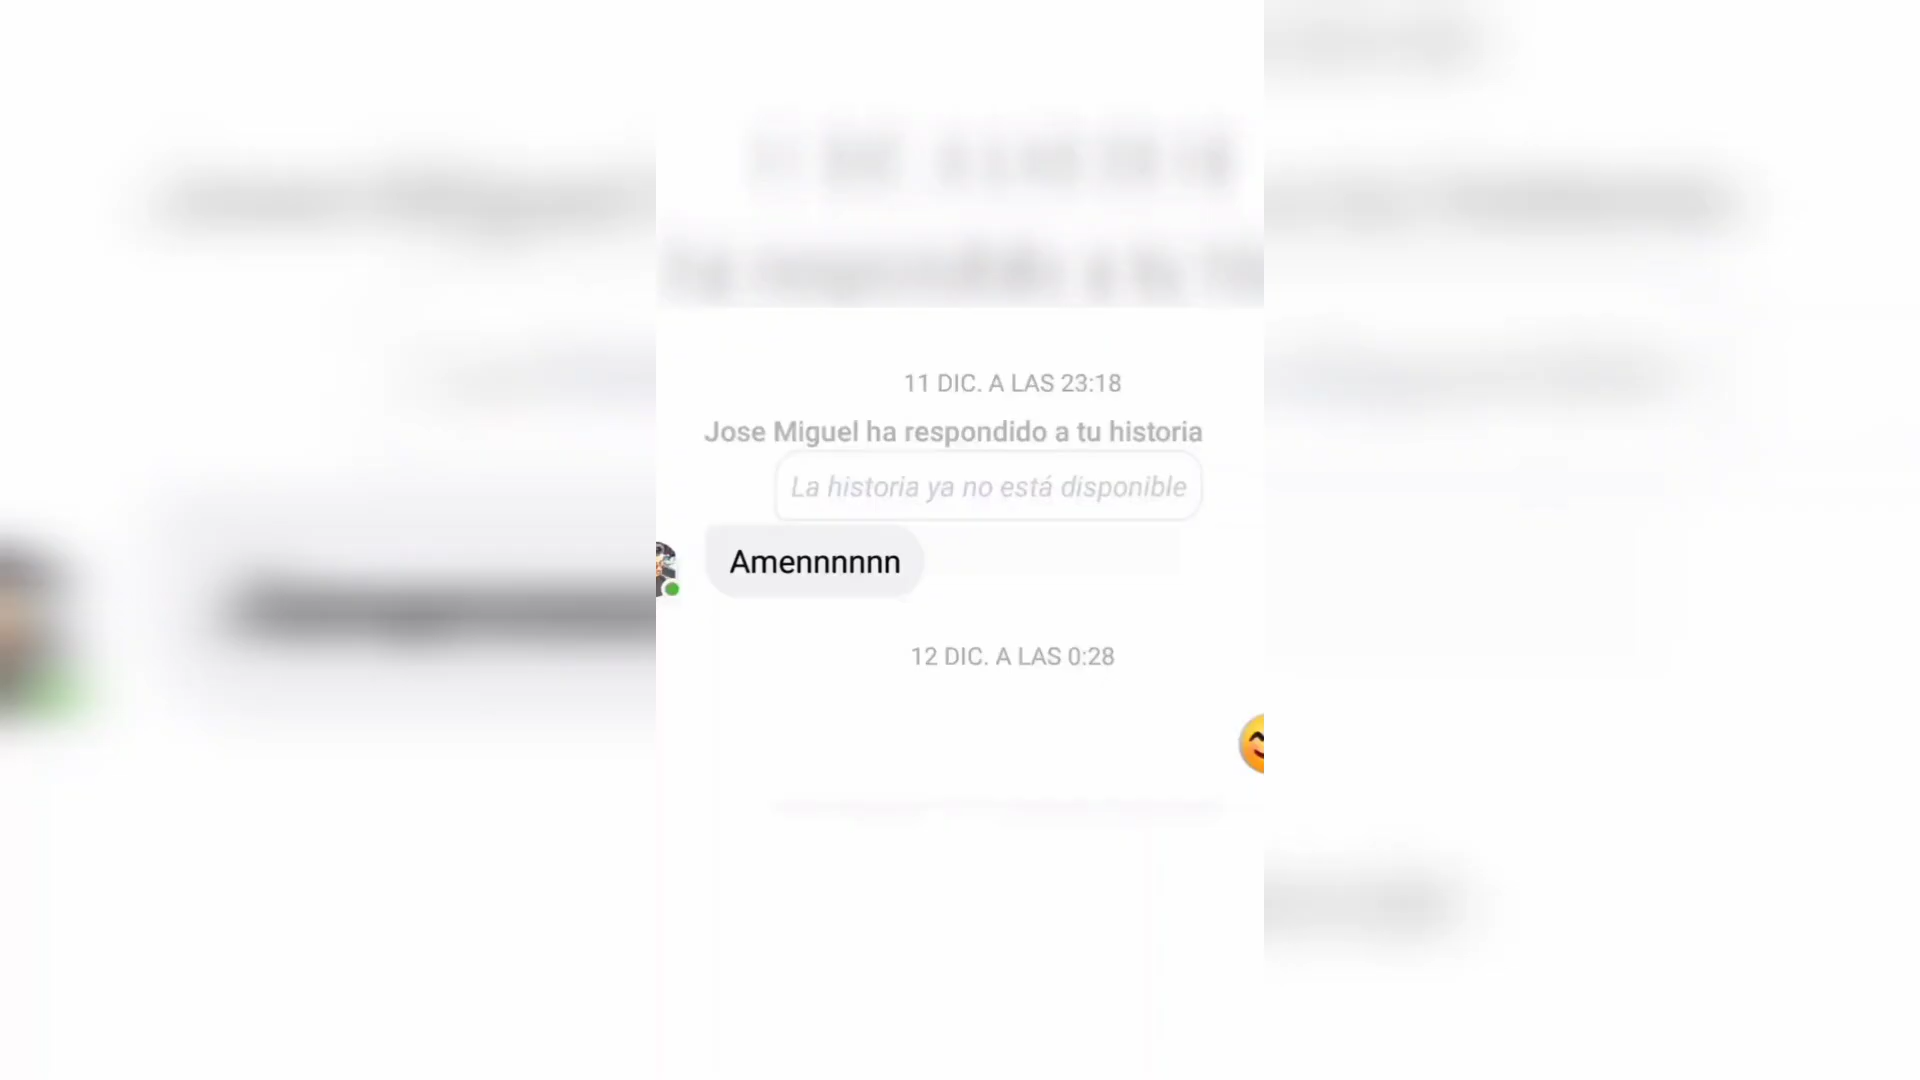 11 DIC. A LAS 23:18
Jose Miguel ha respondido a tu historia
La historia ya no está disponible
Amennnnnn
12 DIC. A LAS 0:28